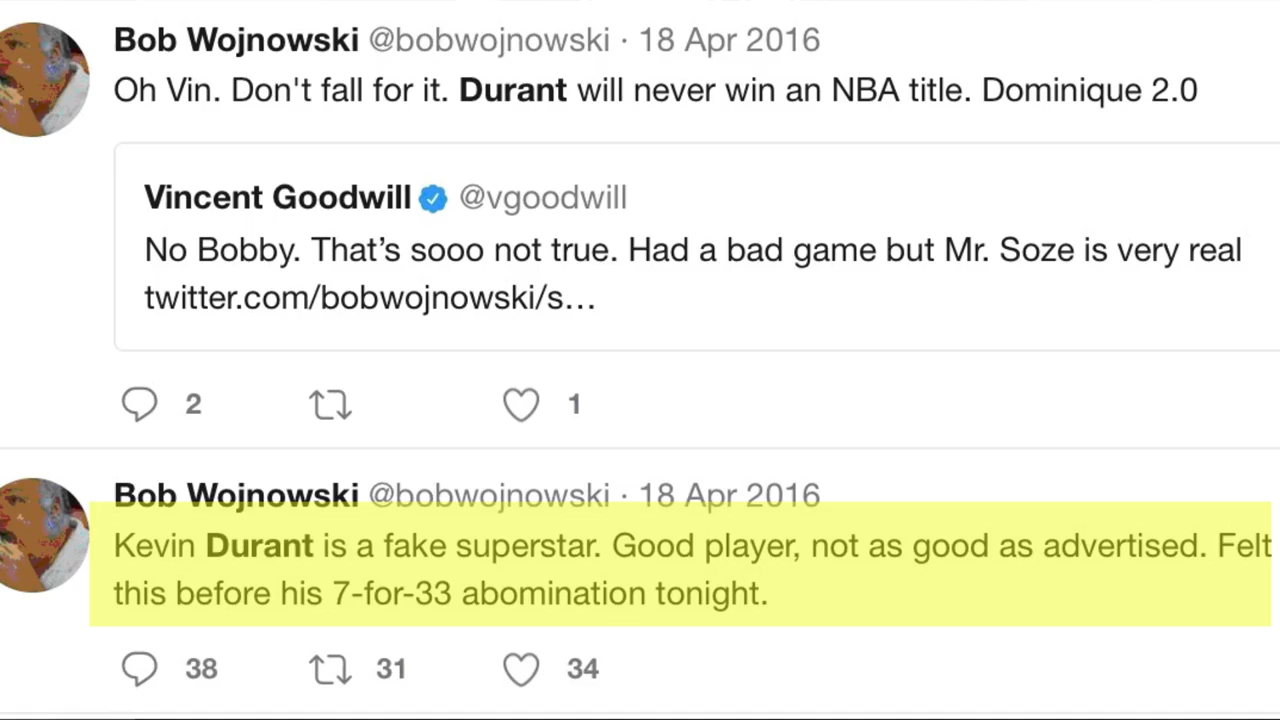 Bob Wojnowski @bobwojnowski · 18 Apr 2016
Oh Vin. Don't fall for it. Durant will never win an NBA title. Dominique 2.0
Vincent Goodwill @vgoodwill
No Bobby. That’s sooo not true. Had a bad game but Mr. Soze is very real
twitter.com/bobwojnowski/s…
2 1
Bob Wojnowski @bobwojnowski · 18 Apr 2016
Kevin Durant is a fake superstar. Good player, not as good as advertised. Felt
this before his 7-for-33 abomination tonight.
38 31 34